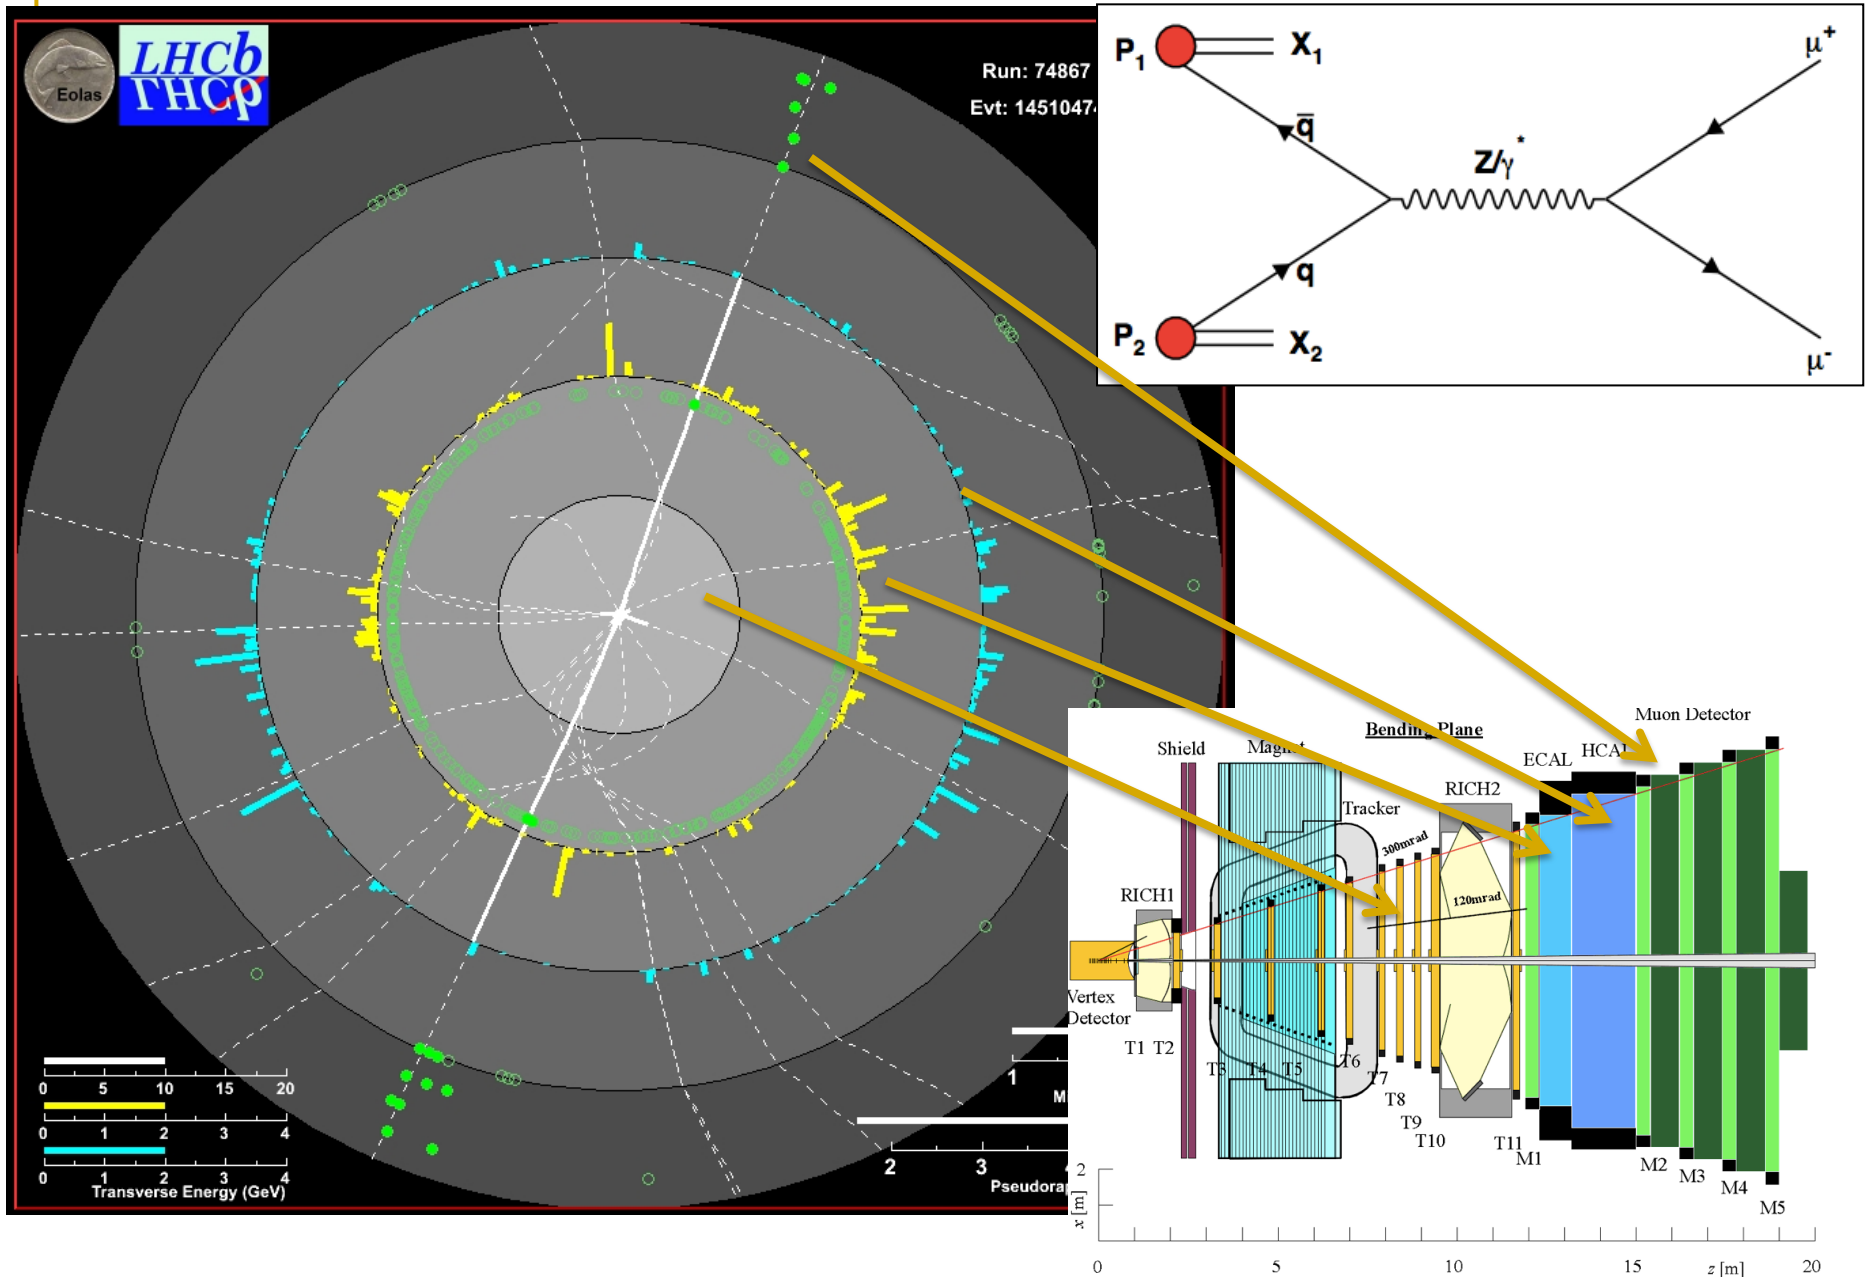 Eolas
LHCb
LHCb
Run: 74867
Evt: 1451047
P1
X1
q̅
Z/γ*
μ+
q
P2
X2
μ-
0 5 10 15 20
0 1 2 3 4
0 1 2 3 4
Transverse Energy (GeV)
1
2 3
Bending Plane
Muon Detector
Shield
Magnet
ECAL
HCAL
RICH2
Tracker
300mrad
120mrad
RICH1
Vertex
Detector
T1 T2
T3 T4 T5 T6
T7
T8
T9
T10
T11
M1
M2
M3
M4
M5
2
x [m]
0 5 10 15 z [m] 20